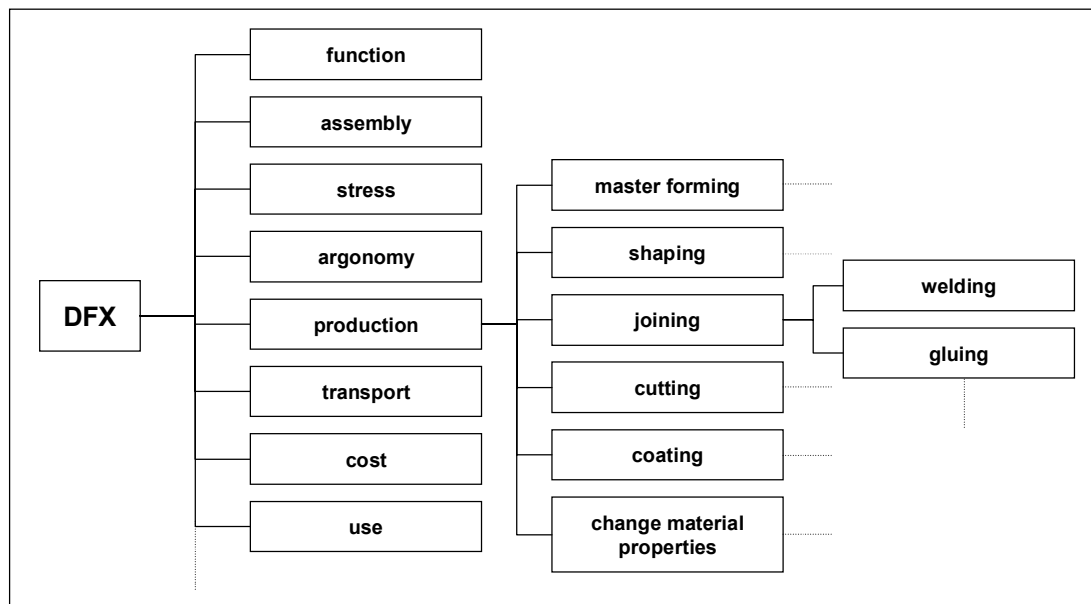 DFX
function
assembly
stress
argonomy
production
transport
cost
use
master forming
shaping
joining
cutting
coating
change material
properties
welding
gluing